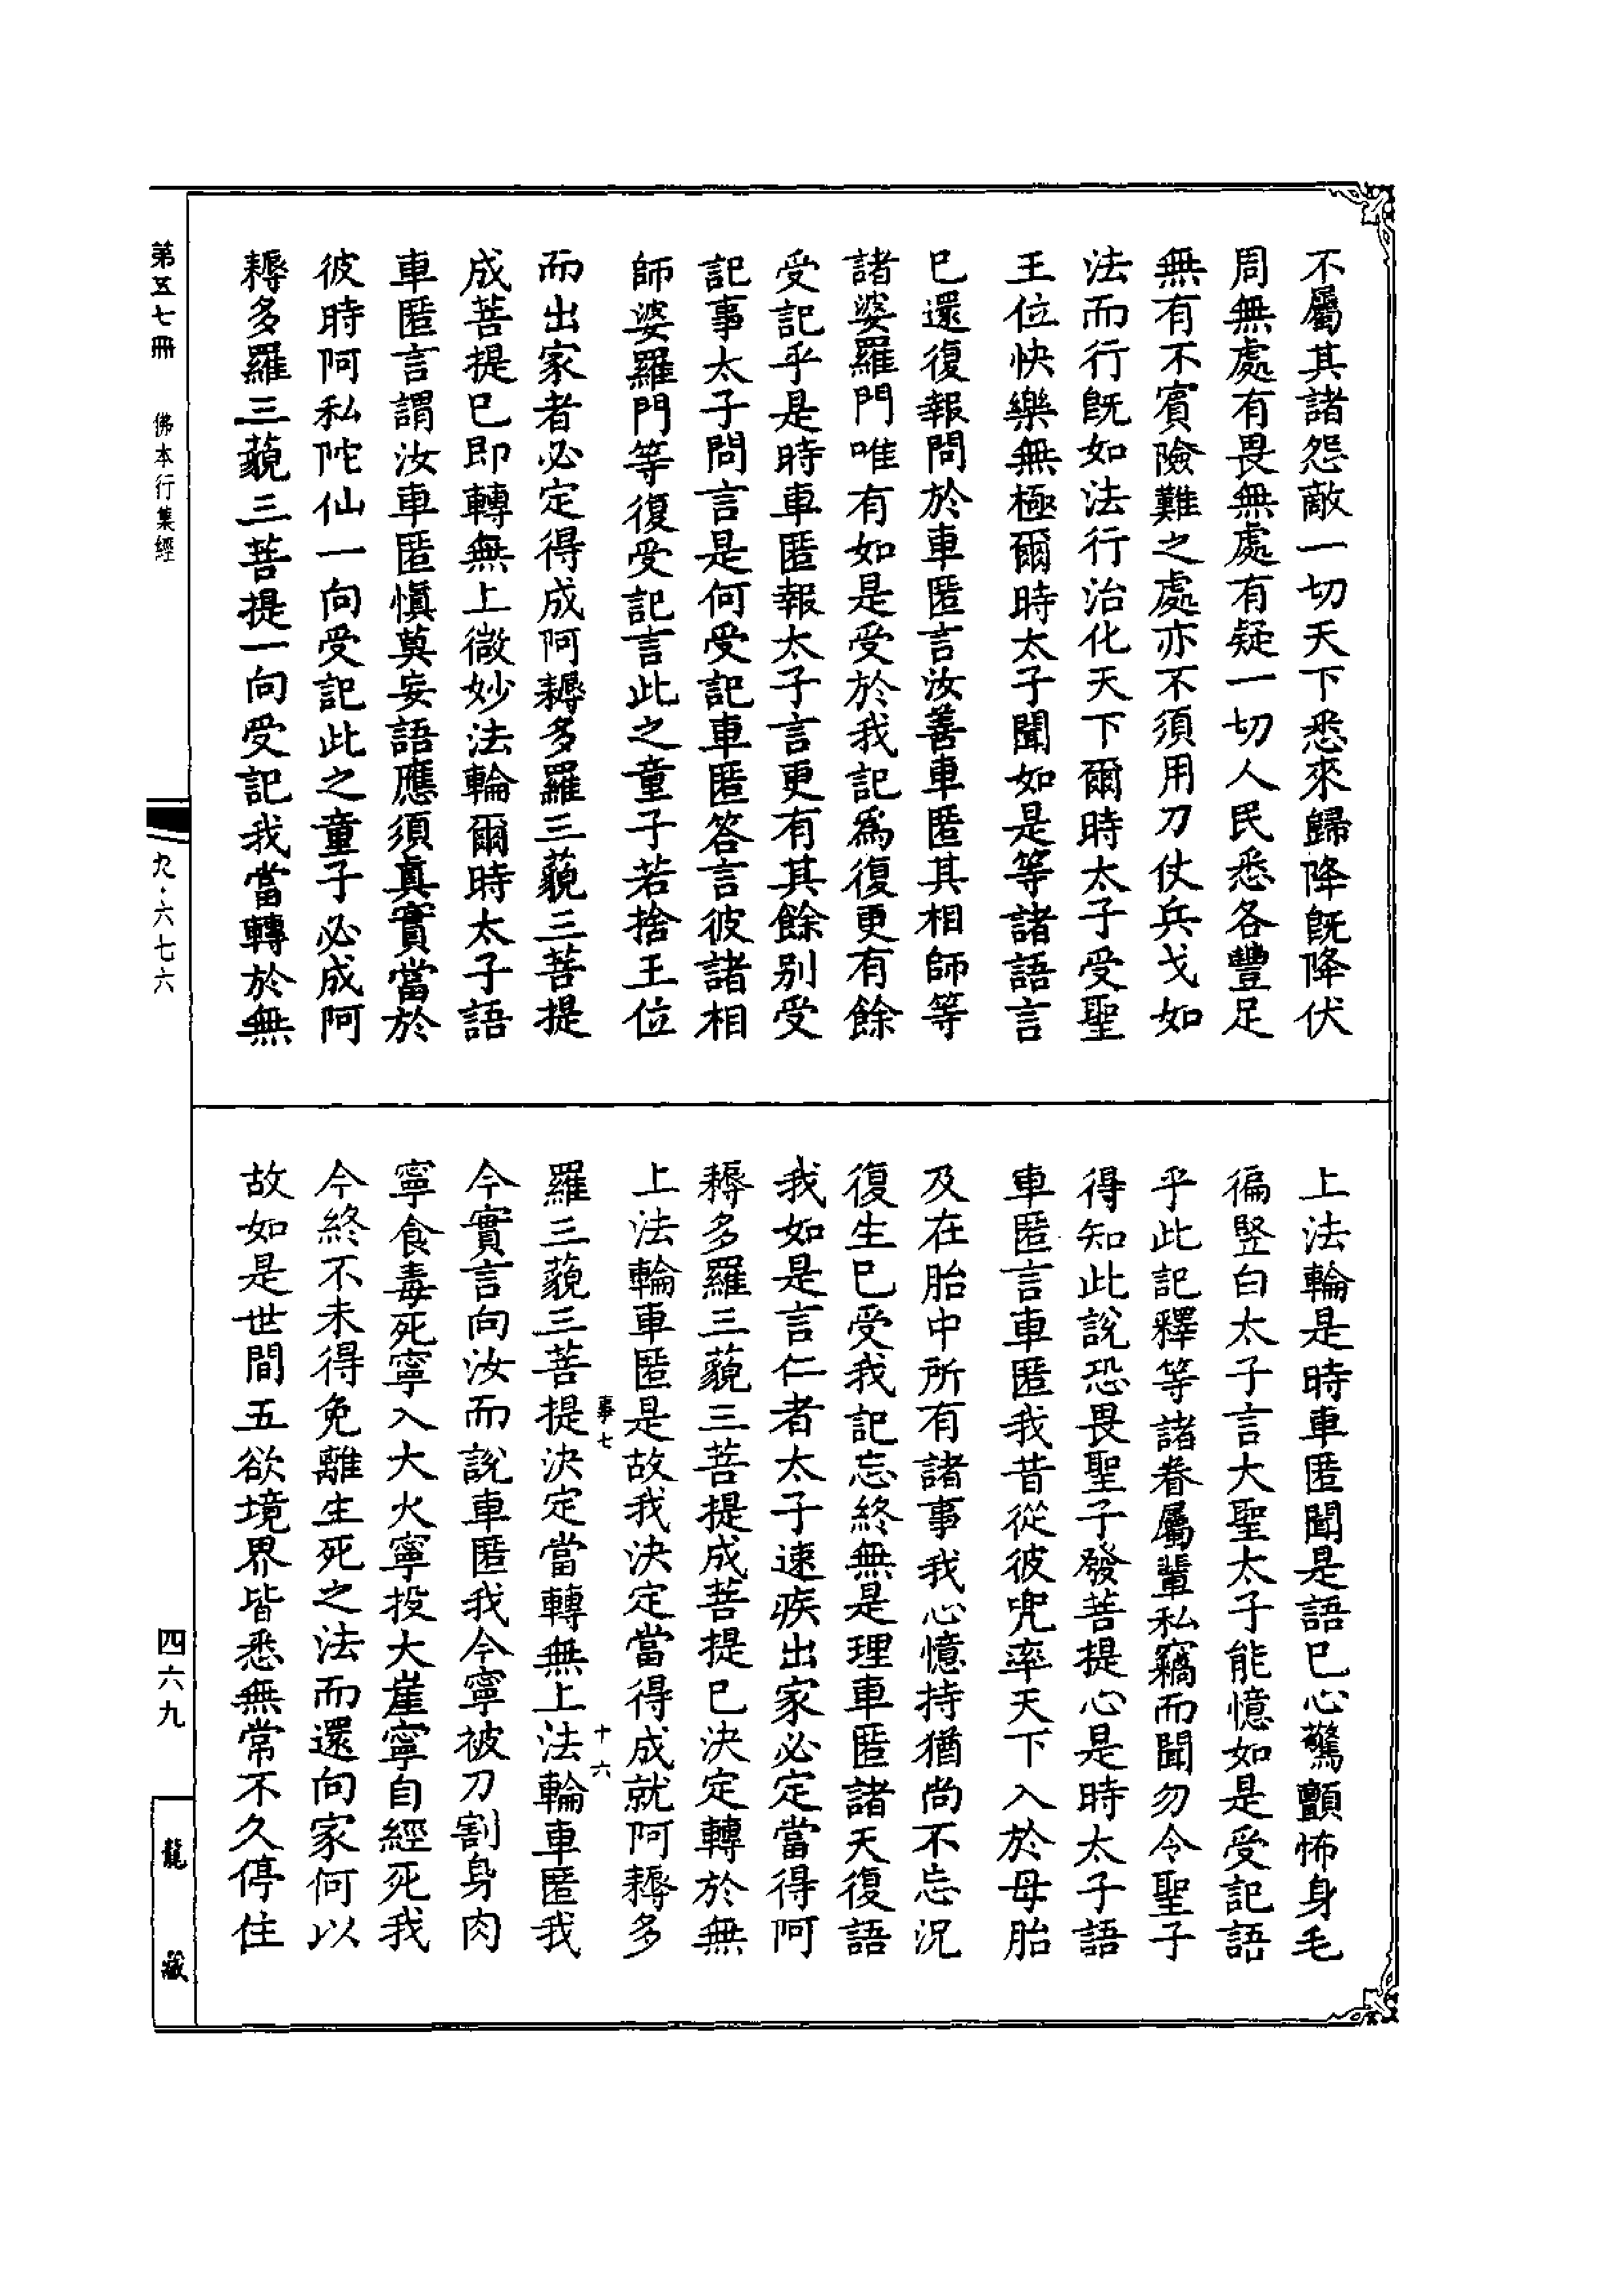 不屬其諸怨敵一切天下悉來歸降既降伏
周無處有畏無處有疑一切人民悉各豐足
無有不賓險難之處亦不須用刀仗兵戈如
法而行既如法行治化天下爾時太子受聖
王位快樂無極爾時太子聞如是等諸語言
已還復報問於車匿言汝善車匿其相師等
諸婆羅門唯有如是受於我記為復更有餘
受記乎是時車匿報太子言更有其餘別受
記事太子問言是何受記車匿答言彼諸相
師婆羅門等復受記言此之童子若捨王位
而出家者必定得成阿耨多羅三藐三菩提
成菩提已即轉無上微妙法輪爾時太子語
車匿言謂汝車匿慎莫妄語應須真實當於
彼時阿私陀仙一向受記此之童子必成阿
耨多羅三藐三菩提一向受記我當轉於無
上法輪是時車匿聞是語已心驚顫怖身毛
徧豎白太子言大聖太子能憶如是受記語
乎此記釋等諸眷屬輩私竊而聞勿令聖子
得知此說恐畏聖子發菩提心是時太子語
車匿言車匿我昔從彼兜率天下入於母胎
及在胎中所有諸事我心憶持猶尚不忘況
復生已受我記忘終無是理車匿諸天復語
我如是言仁者太子速疾出家必定當得阿
耨多羅三藐三菩提成菩提已決定轉於無
上法輪車匿是故我決定當得成就阿耨多
事七 十六
羅三藐三菩提決定當轉無上法輪車匿我
今實言向汝而說車匿我今寧被刀割身肉
寧食毒死寧入大火寧投大崖寧自經死我
今終不未得免離生死之法而還向家何以
故如是世間五欲境界皆悉無常不久停住
第五七冊 佛本行集經
九·六七六
四六九
龍藏